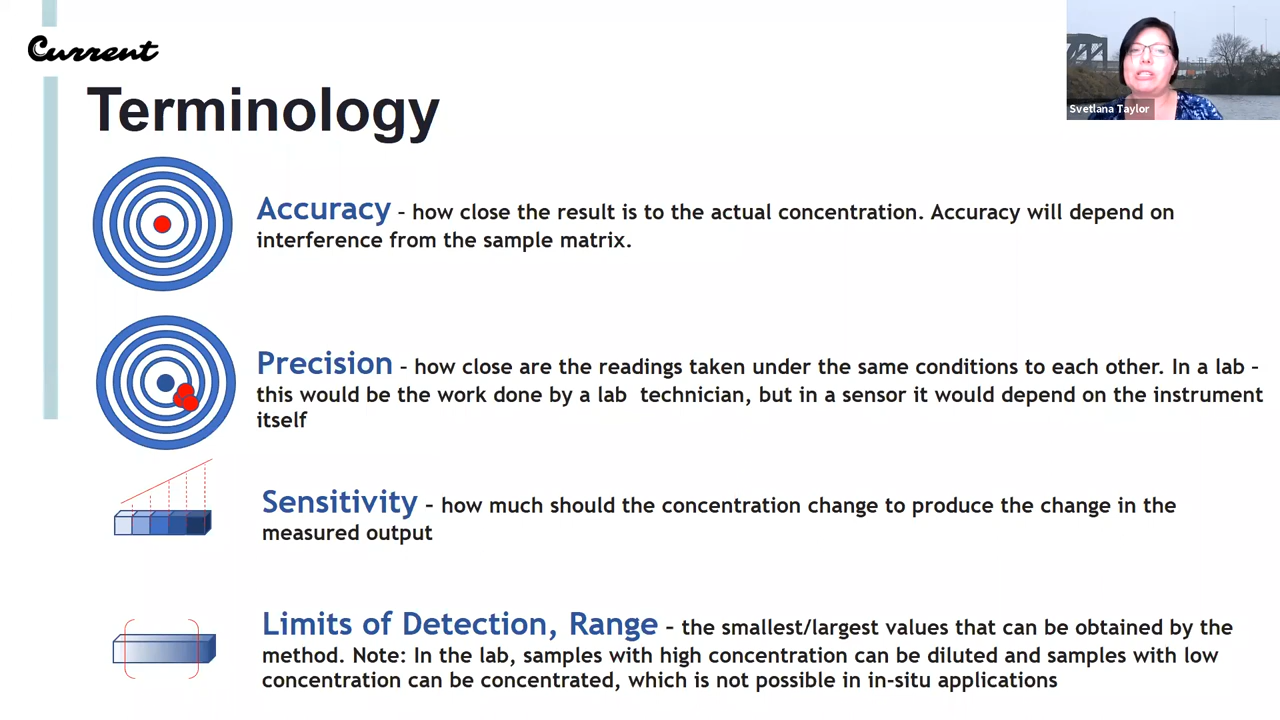 Current
Svetlana Taylor
Terminology
Accuracy – how close the result is to the actual concentration. Accuracy will depend on
interference from the sample matrix.
Precision – how close are the readings taken under the same conditions to each other. In a lab –
this would be the work done by a lab  technician, but in a sensor it would depend on the instrument
itself
Sensitivity – how much should the concentration change to produce the change in the
measured output
Limits of Detection, Range – the smallest/largest values that can be obtained by the
method. Note: In the lab, samples with high concentration can be diluted and samples with low
concentration can be concentrated, which is not possible in in-situ applications